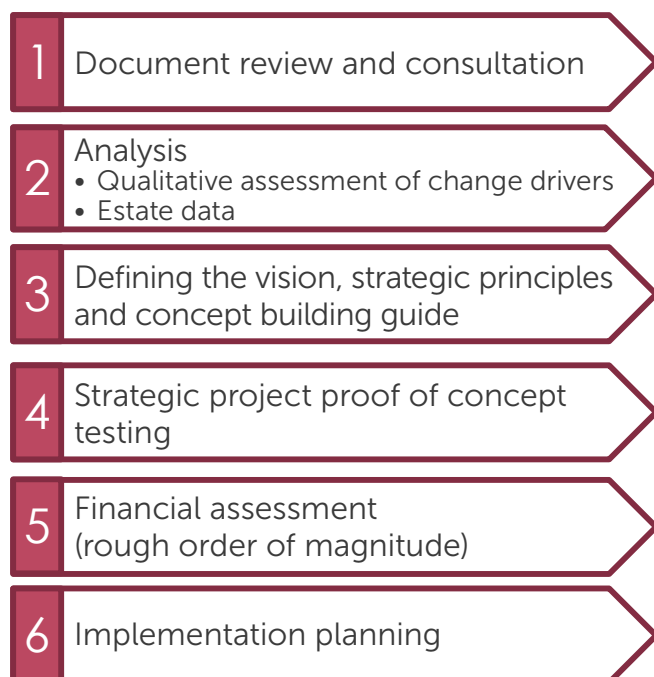 1
Document review and consultation
2
Analysis
• Qualitative assessment of change drivers
• Estate data
3
Defining the vision, strategic principles
and concept building guide
4
Strategic project proof of concept
testing
5
Financial assessment
(rough order of magnitude)
6
Implementation planning